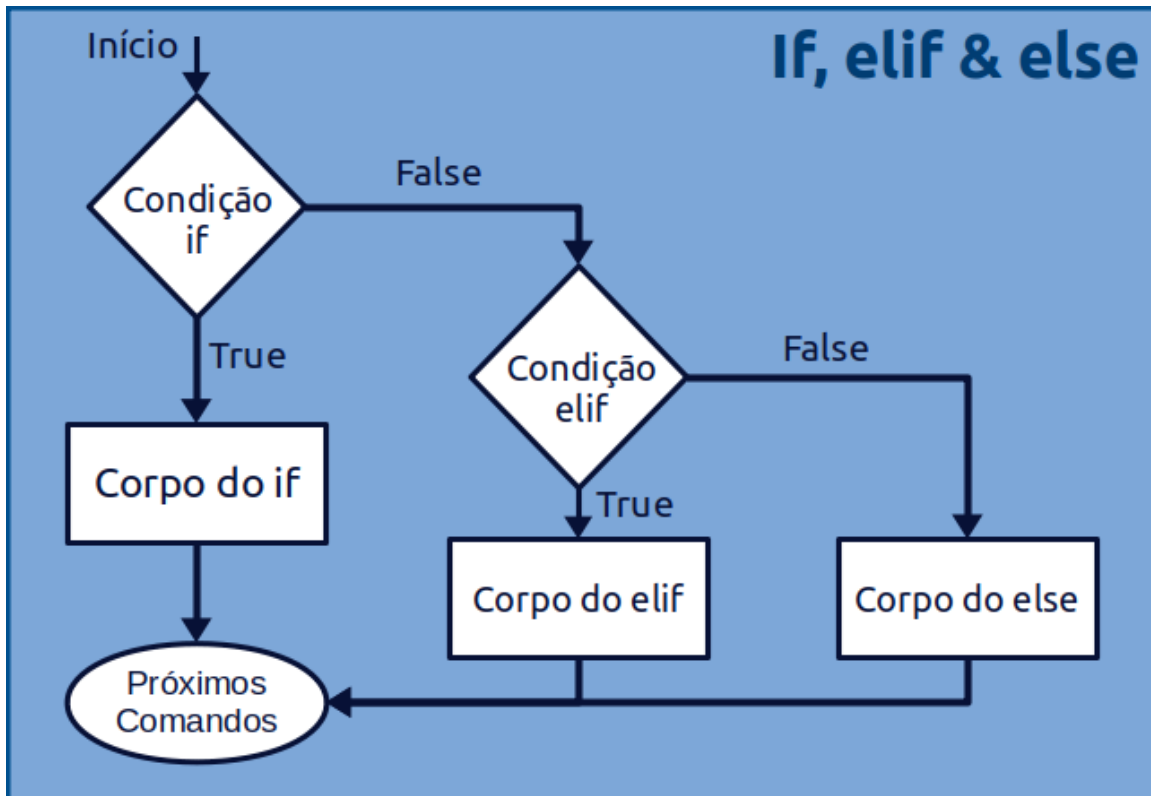 If, elif & else
Início
Condição
if
False
True
Condição
elif
False
True
Corpo do if
Corpo do elif
Corpo do else
Próximos
Comandos